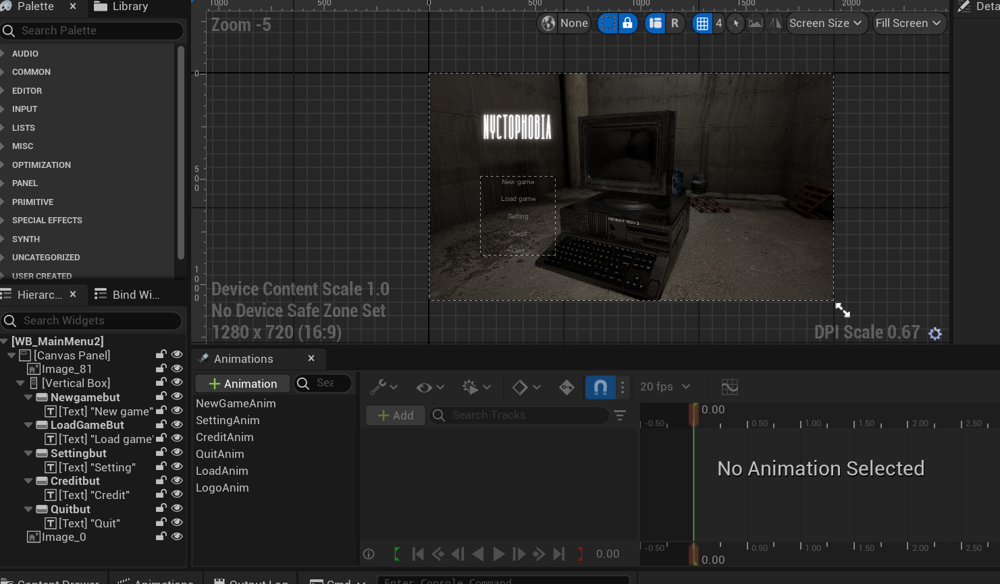 Palette
Library
Search Palette
AUDIO
COMMON
EDITOR
INPUT
LISTS
MISC
OPTIMIZATION
PANEL
PRIMITIVE
SPECIAL EFFECTS
SYNTH
UNCATEGORIZED
USER CREATED
Hierarc...
Bind Wi...
Search Widgets
[WB_MainMenu2]
[Canvas Panel]
Image_81
[Vertical Box]
Newgamebut
[Text] "New game"
LoadGameBut
[Text] "Load game"
Settingbut
[Text] "Setting"
Creditbut
[Text] "Credit"
Quitbut
[Text] "Quit"
Image_0
1000 500 0 500 1000 1500 2000
Zoom -5
None
R
4
Screen Size
Fill Screen
0
500
1000
NYCTOPHOBIA
New game
Load game
Setting
Credit
Quit
Device Content Scale 1.0
No Device Safe Zone Set
1280 x 720 (16:9)
DPI Scale 0.67
Deta
Animations
Animation
Sea
NewGameAnim
SettingAnim
CreditAnim
QuitAnim
LoadAnim
LogoAnim
20 fps
Add
Search Tracks
0.00
-0.50 0.50 1.00 1.50 2.00 2.50
No Animation Selected
0.00
-0.50 0.50 1.00 1.50 2.00 2.50
0.00
Content Drawer
Animations
Output Log
Cmd
Enter Console Command